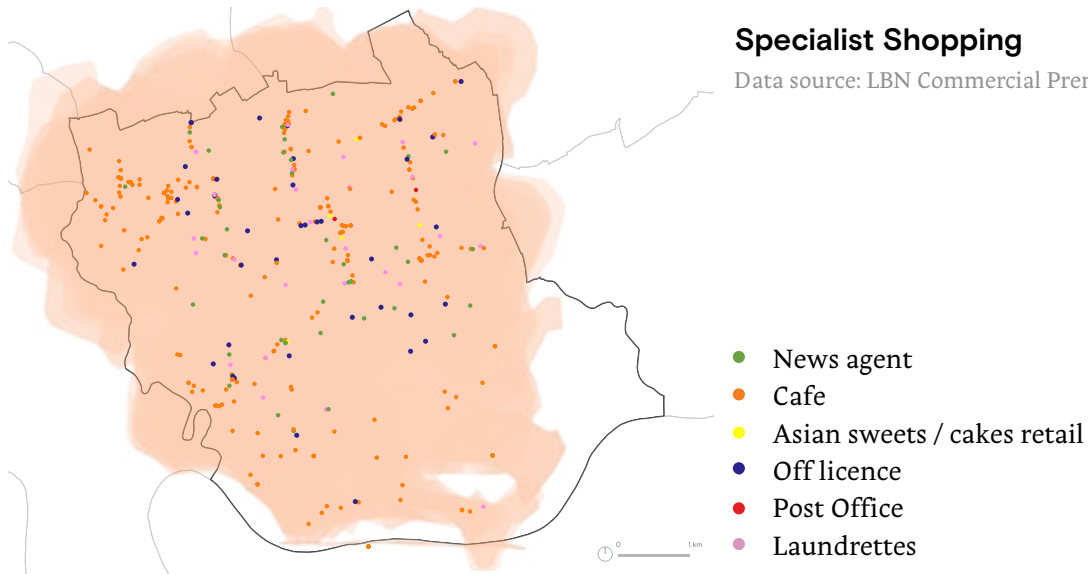 Specialist Shopping
Data source: LBN Commercial Prem
News agent
Cafe
Asian sweets / cakes retail
Off licence
Post Office
Laundrettes
0 1 km